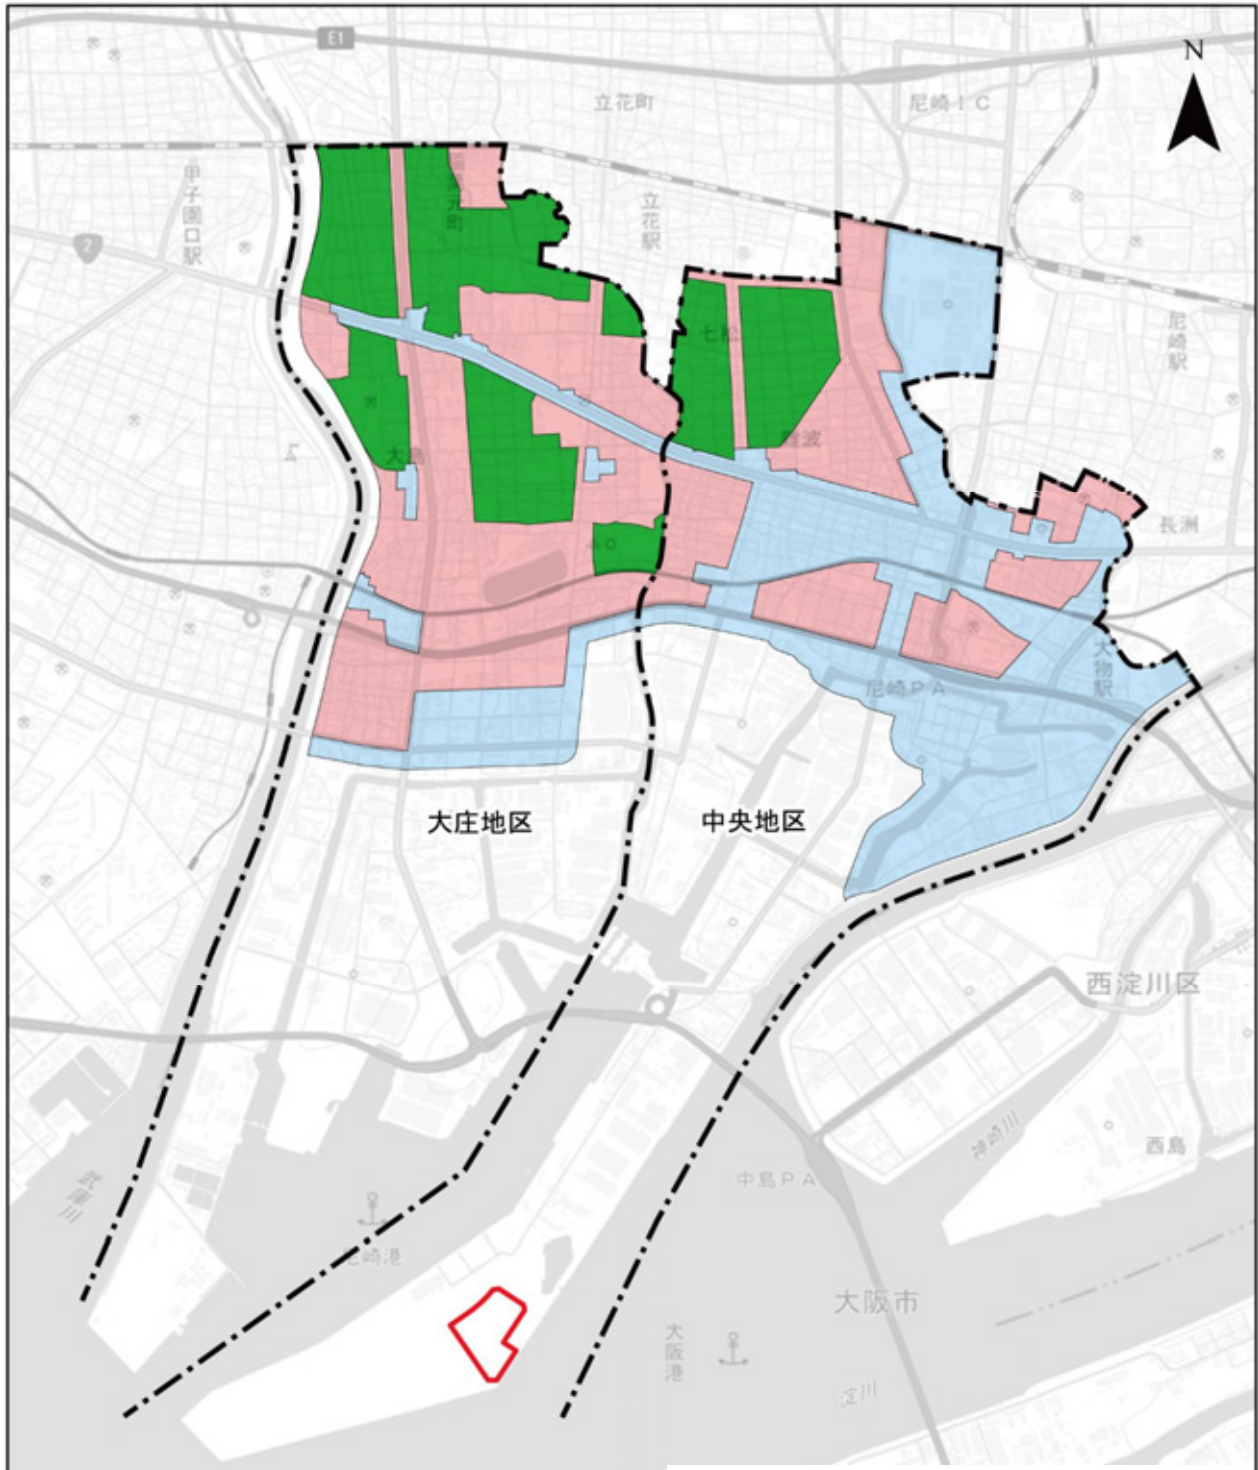 E1
N
立花町
尼崎IC
甲子園口駅
立花駅
2
七松
尼崎駅
難波
大島
長洲
大物駅
尼崎PA
大庄地区
中央地区
西淀川区
神崎川
西島
中島PA
武庫川
尼崎港
大阪市
大阪港
淀川